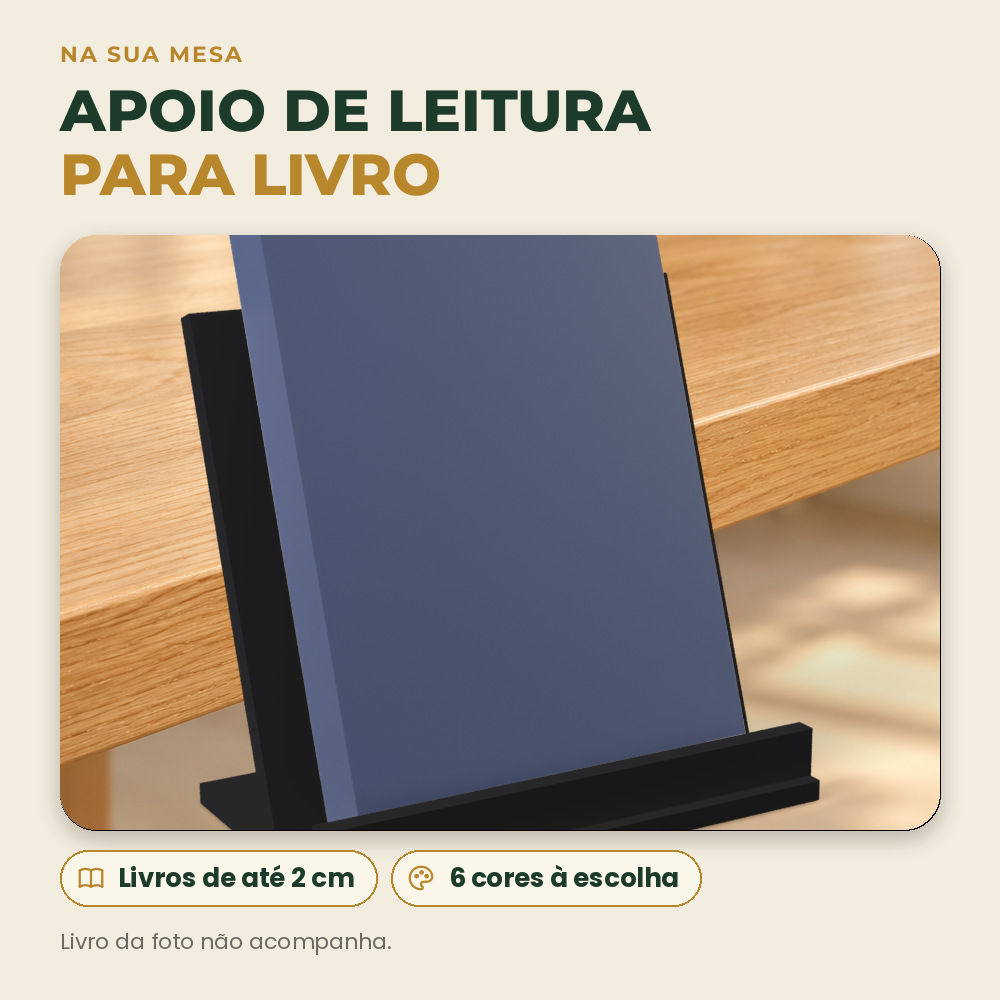 NA SUA MESA
APOIO DE LEITURA
PARA LIVRO
Livros de até 2 cm
6 cores à escolha
Livro da foto não acompanha.